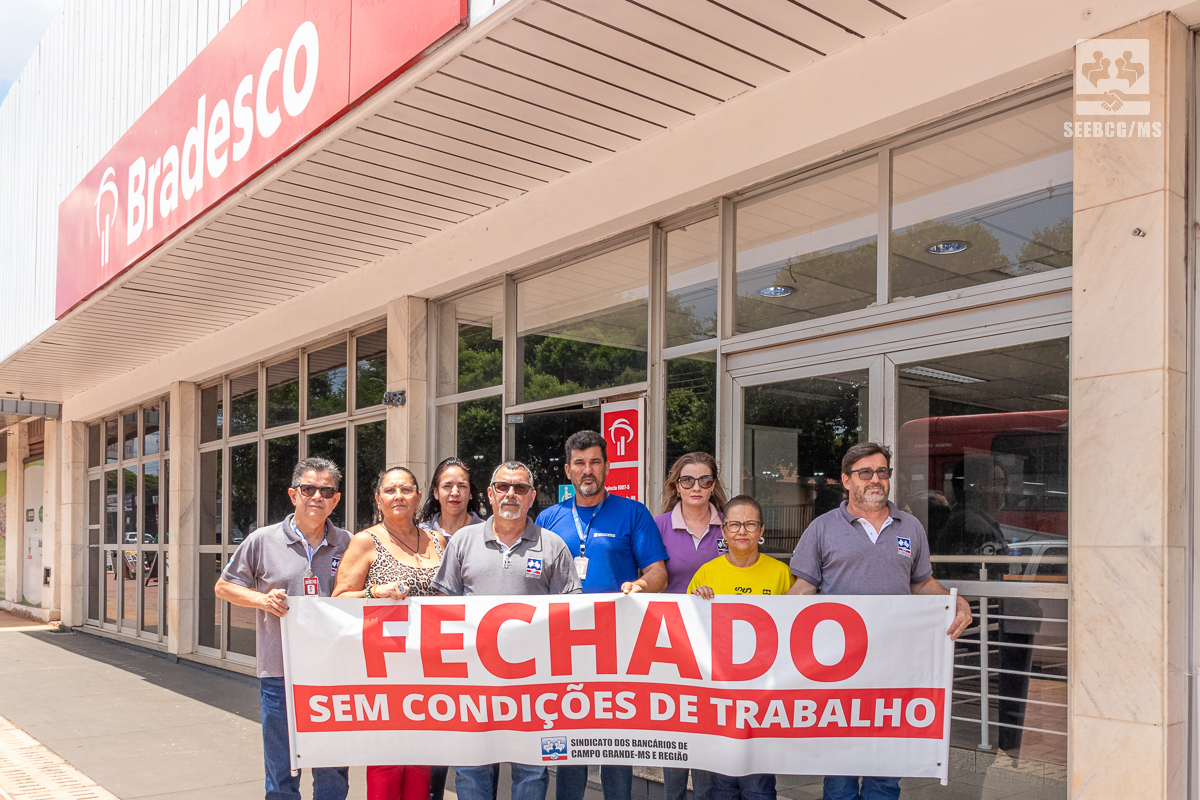 Bradesco
SEEBCG/MS
FECHADO
SEM CONDIÇÕES DE TRABALHO
SINDICATO DOS BANCÁRIOS DE
CAMPO GRANDE-MS E REGIÃO